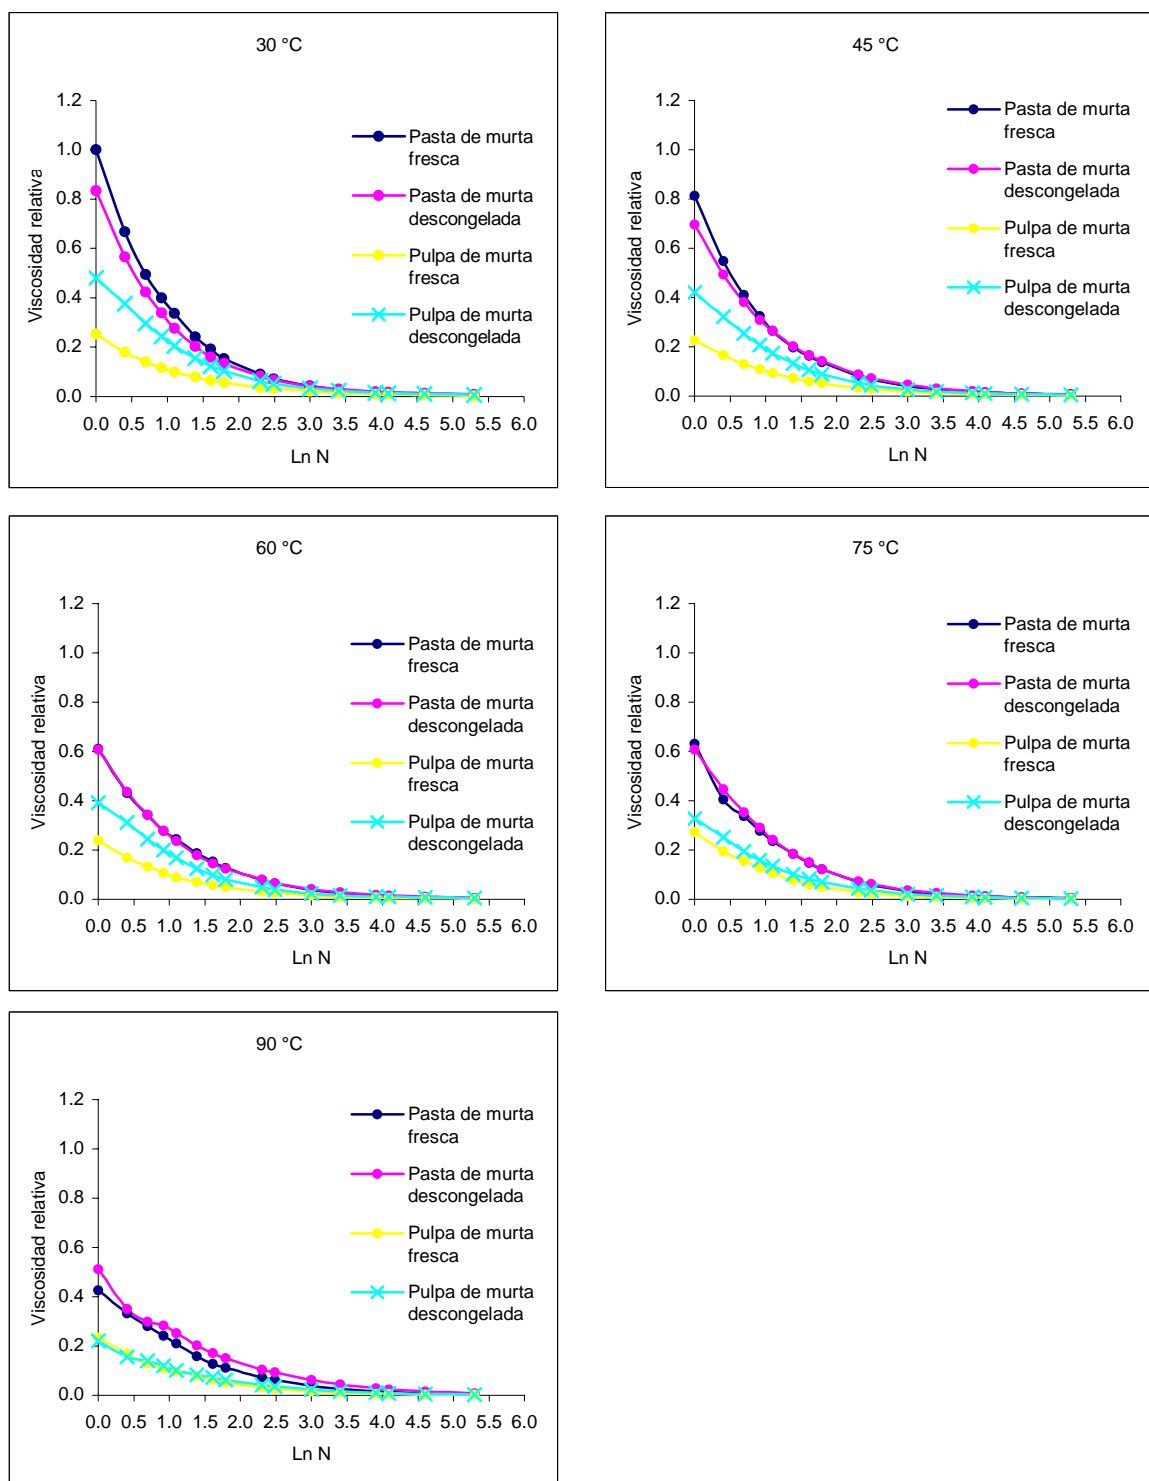 30 °C
Viscosidad relativa
1.2
1.0
0.8
0.6
0.4
0.2
0.0
Pasta de murta
fresca
Pasta de murta
descongelada
Pulpa de murta
fresca
Pulpa de murta
descongelada
0.0 0.5 1.0 1.5 2.0 2.5 3.0 3.5 4.0 4.5 5.0 5.5 6.0
Ln N
45 °C
Viscosidad relativa
1.2
1.0
0.8
0.6
0.4
0.2
0.0
Pasta de murta
fresca
Pasta de murta
descongelada
Pulpa de murta
fresca
Pulpa de murta
descongelada
0.0 0.5 1.0 1.5 2.0 2.5 3.0 3.5 4.0 4.5 5.0 5.5 6.0
Ln N
60 °C
Viscosidad relativa
1.2
1.0
0.8
0.6
0.4
0.2
0.0
Pasta de murta
fresca
Pasta de murta
descongelada
Pulpa de murta
fresca
Pulpa de murta
descongelada
0.0 0.5 1.0 1.5 2.0 2.5 3.0 3.5 4.0 4.5 5.0 5.5 6.0
Ln N
75 °C
Viscosidad relativa
1.2
1.0
0.8
0.6
0.4
0.2
0.0
Pasta de murta
fresca
Pasta de murta
descongelada
Pulpa de murta
fresca
Pulpa de murta
descongelada
0.0 0.5 1.0 1.5 2.0 2.5 3.0 3.5 4.0 4.5 5.0 5.5 6.0
Ln N
90 °C
Viscosidad relativa
1.2
1.0
0.8
0.6
0.4
0.2
0.0
Pasta de murta
fresca
Pasta de murta
descongelada
Pulpa de murta
fresca
Pulpa de murta
descongelada
0.0 0.5 1.0 1.5 2.0 2.5 3.0 3.5 4.0 4.5 5.0 5.5 6.0
Ln N